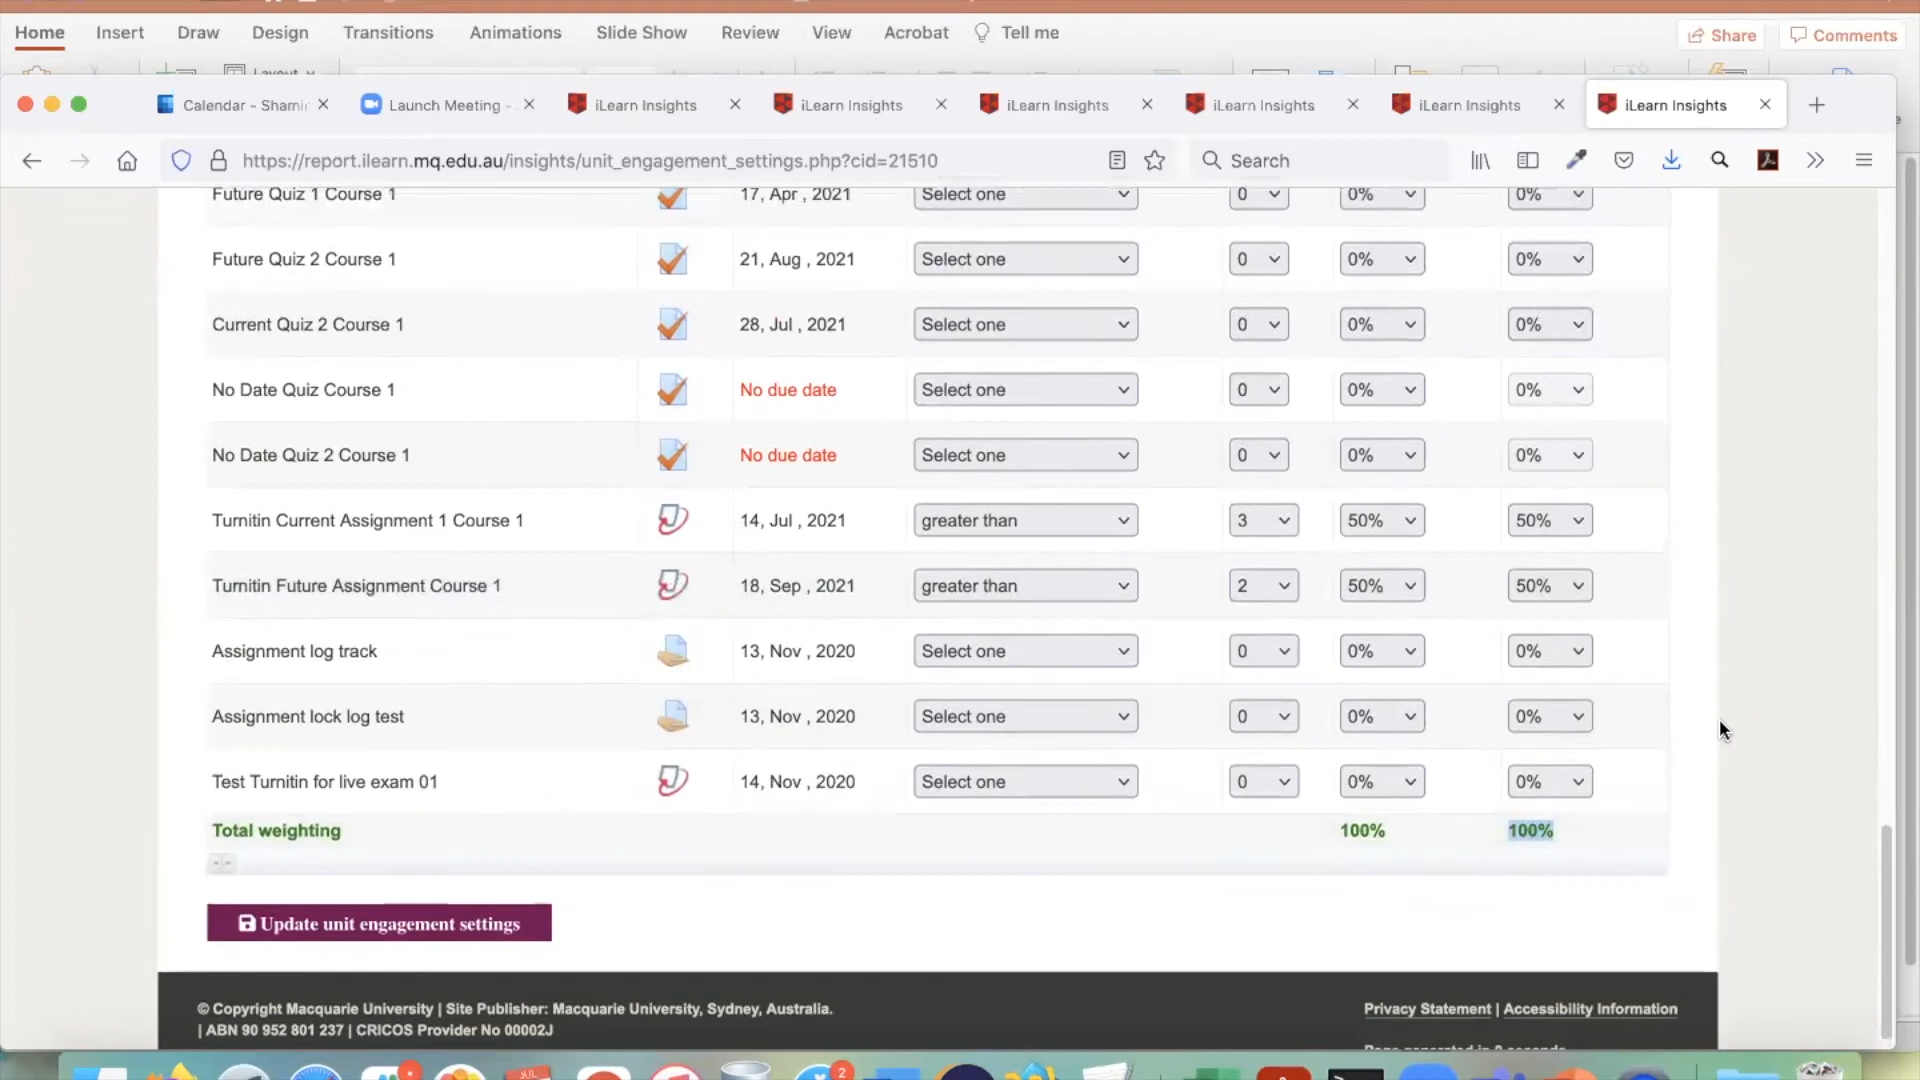 Home Insert Draw Design Transitions Animations Slide Show Review View Acrobat Tell me Share Comments
Calendar - Shami iLearn Insights
Launch Meeting - iLearn Insights iLearn Insights iLearn Insights iLearn Insights iLearn Insights
https://report.ilearn.mq.edu.au/insights/unit_engagement_settings.php?cid=21510 Search
Future Quiz 1 Course 1 17, Apr , 2021 Select one 0 0% 0%
Future Quiz 2 Course 1 21, Aug , 2021 Select one 0 0% 0%
Current Quiz 2 Course 1 28, Jul , 2021 Select one 0 0% 0%
No Date Quiz Course 1 No due date Select one 0 0% 0%
No Date Quiz 2 Course 1 No due date Select one 0 0% 0%
Turnitin Current Assignment 1 Course 1 14, Jul , 2021 greater than 3 50% 50%
Turnitin Future Assignment Course 1 18, Sep , 2021 greater than 2 50% 50%
Assignment log track 13, Nov , 2020 Select one 0 0% 0%
Assignment lock log test 13, Nov , 2020 Select one 0 0% 0%
Test Turnitin for live exam 01 14, Nov , 2020 Select one 0 0% 0%
Total weighting 100% 100%
Update unit engagement settings
© Copyright Macquarie University | Site Publisher: Macquarie University, Sydney, Australia. Privacy Statement | Accessibility Information
| ABN 90 952 801 237 | CRICOS Provider No 00002J
JUL 2